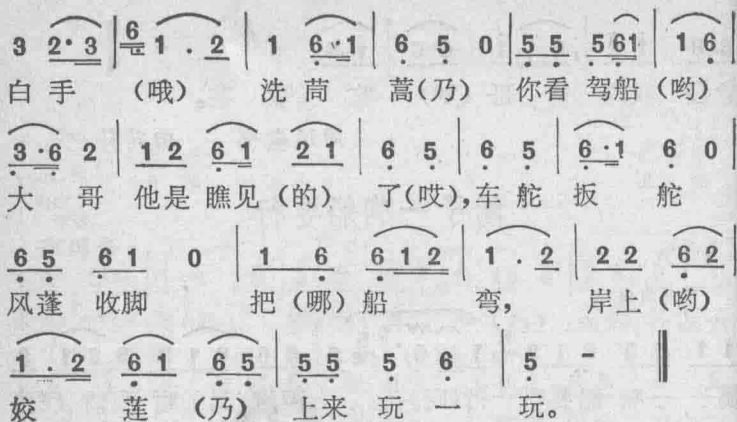 3 2·3 | 6 1 . 2 | 1 6·1 | 6 5 0 | 5 5 5 6 1 | 1 6 |
白手 (哦) 洗茼 蒿(乃) 你看驾船(哟)
3·6 2 | 1 2 6 1 2 1 | 6 5 | 6 5 | 6·1 6 0 |
大哥 他是瞧见(的) 了(哎),车舵 扳舵
6 5 6 1 0 | 1 6 6 1 2 | 1 . 2 | 2 2 6 2 |
风蓬收脚 把(哪)船 弯, 岸上(哟)
1 . 2 6 1 6 5 | 5 5 5 6 | 5 - ‖
姣莲(乃) 上来玩一 玩。